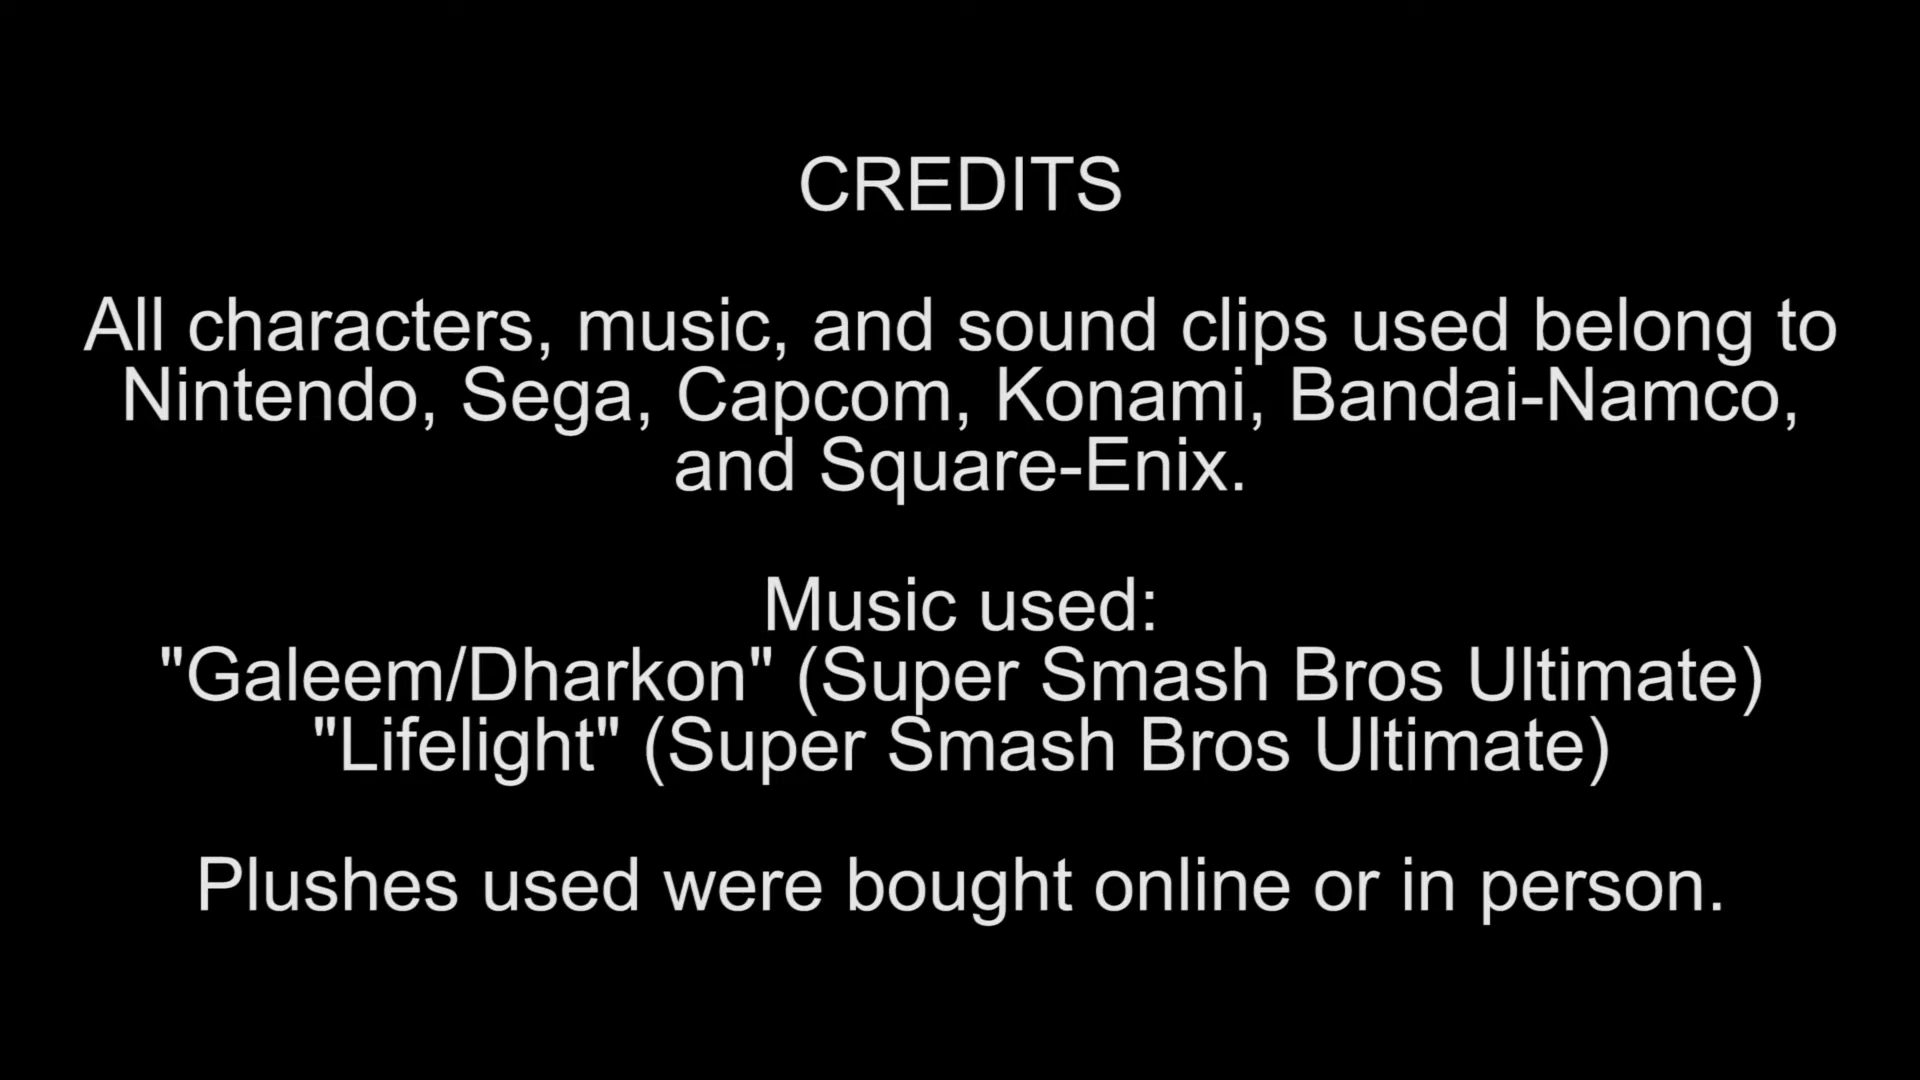 CREDITS
All characters, music, and sound clips used belong to
Nintendo, Sega, Capcom, Konami, Bandai-Namco,
and Square-Enix.
Music used:
"Galeem/Dharkon" (Super Smash Bros Ultimate)
"Lifelight" (Super Smash Bros Ultimate)
Plushes used were bought online or in person.